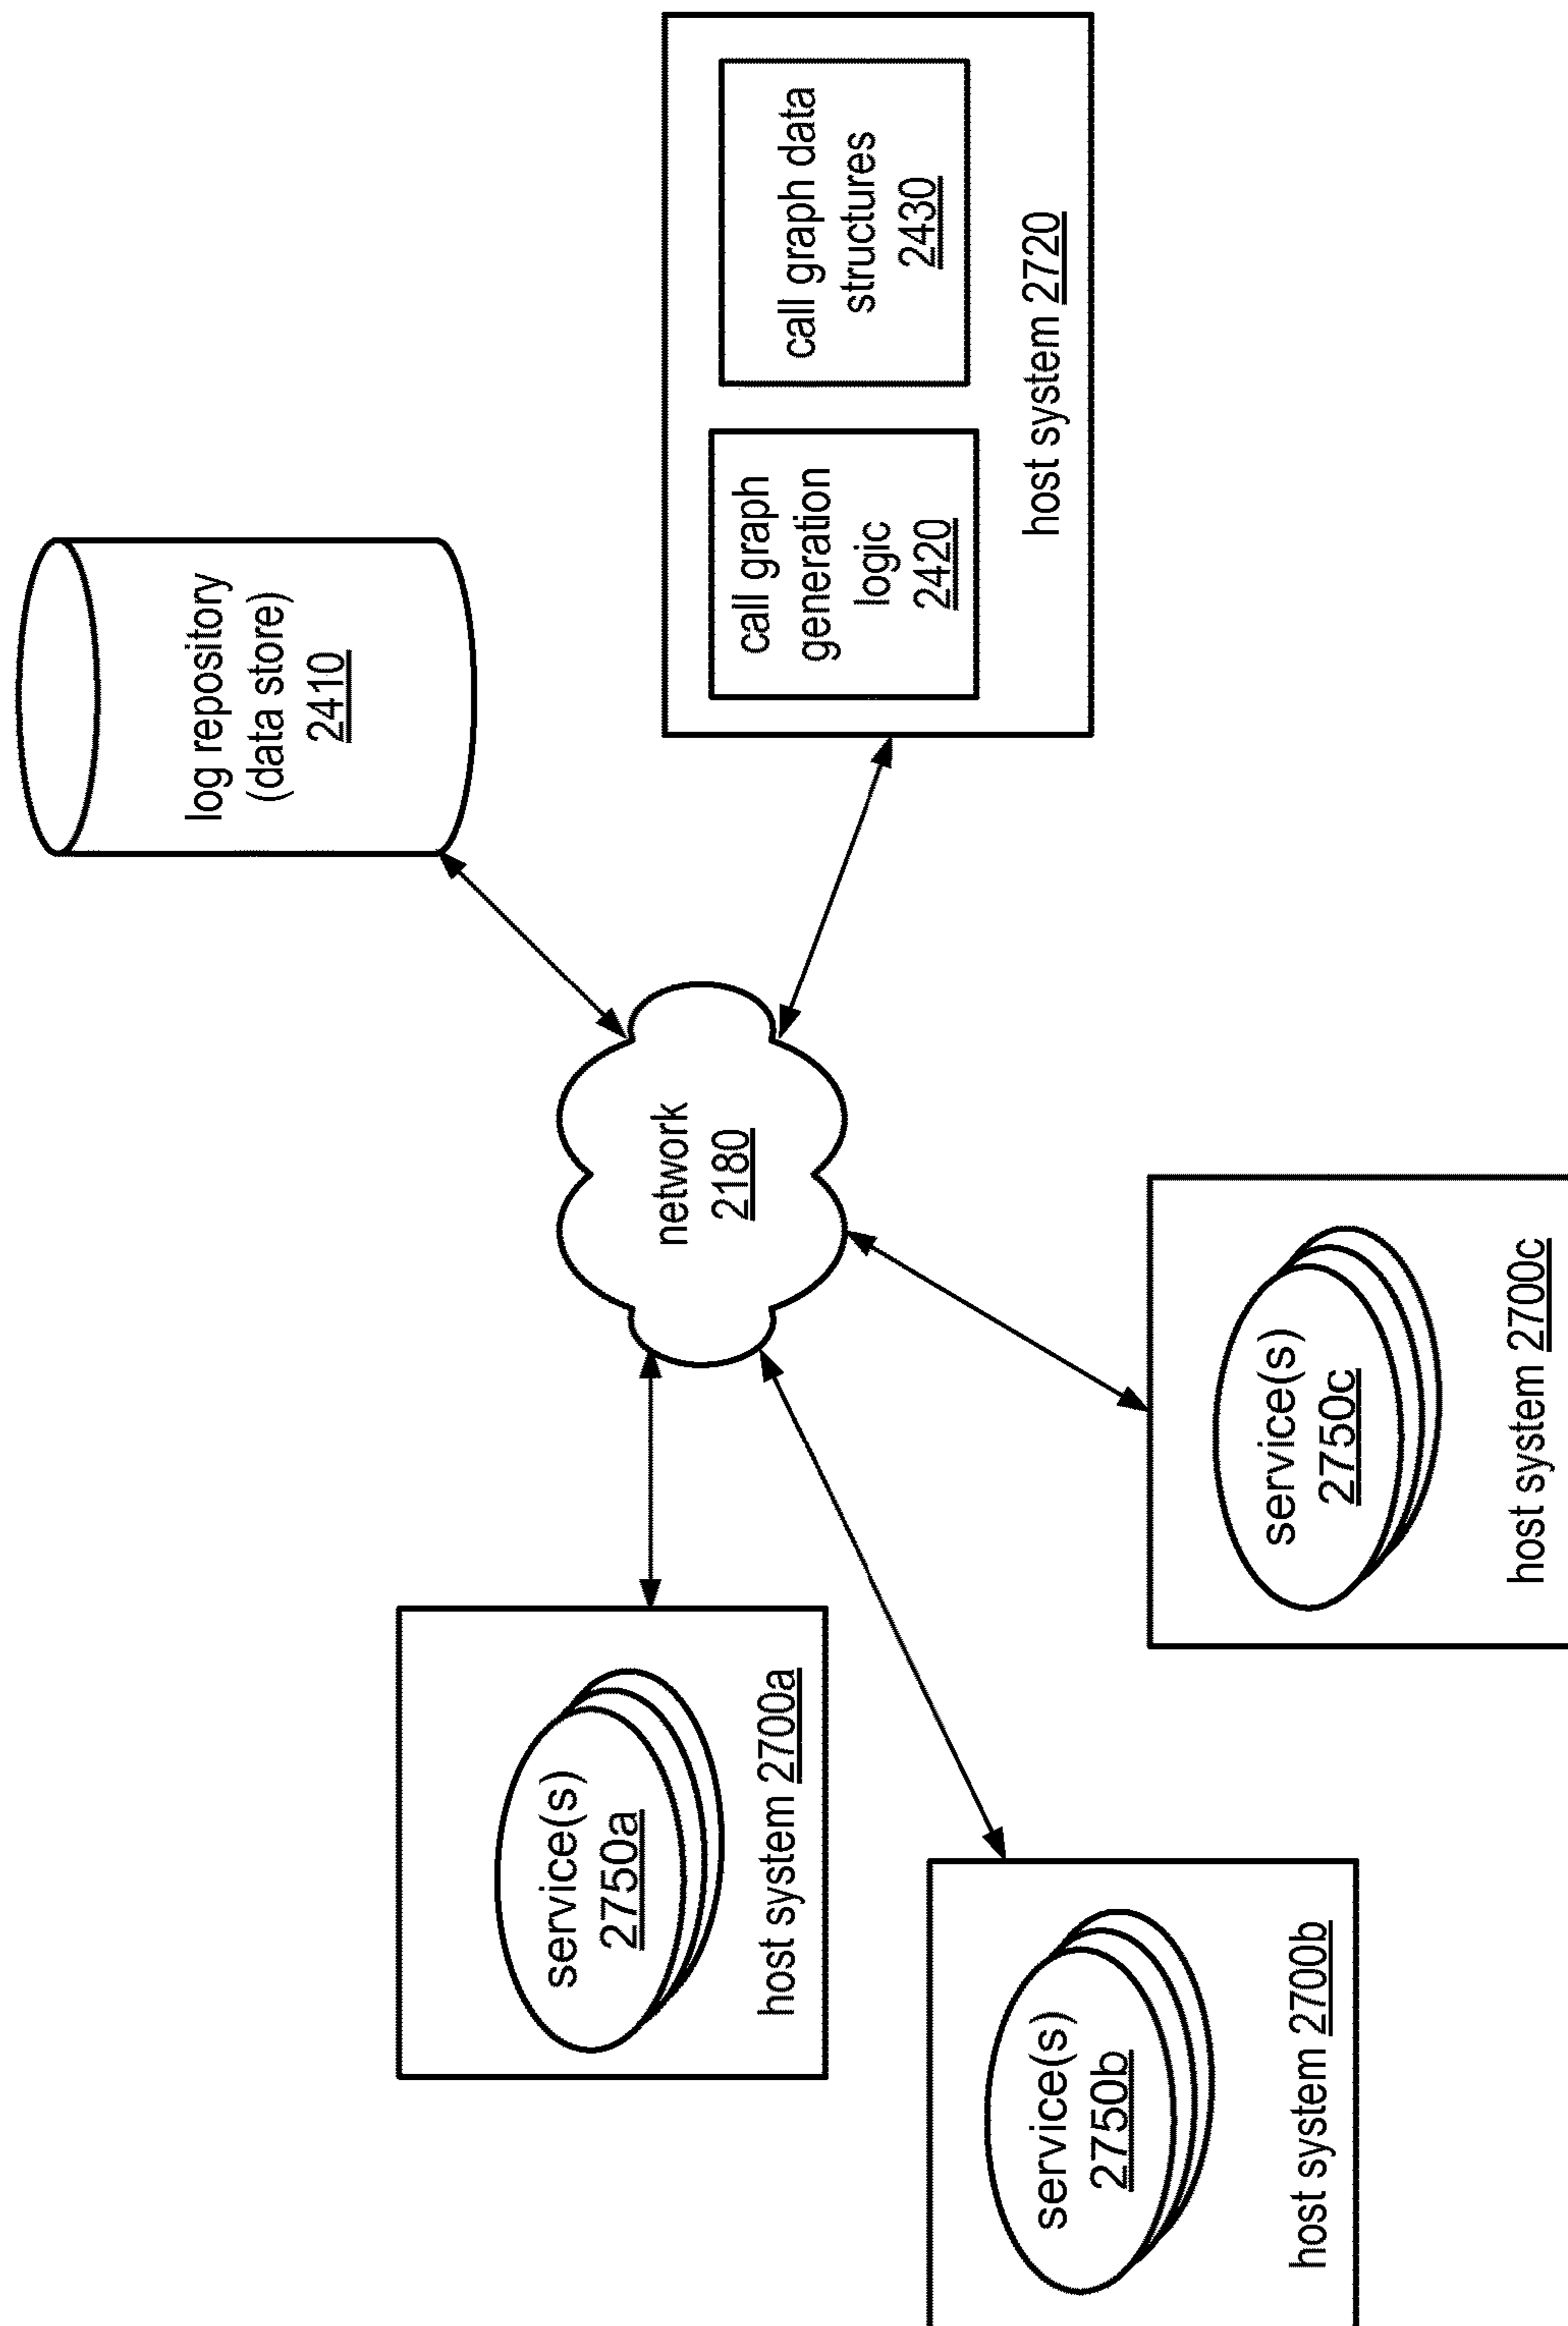 log repository
(data store)
2410
call graph
generation
logic
2420
call graph data
structures
2430
host system 2720
network
2180
service(s)
2750a
host system 2700a
service(s)
2750b
host system 2700b
service(s)
2750c
host system 2700c